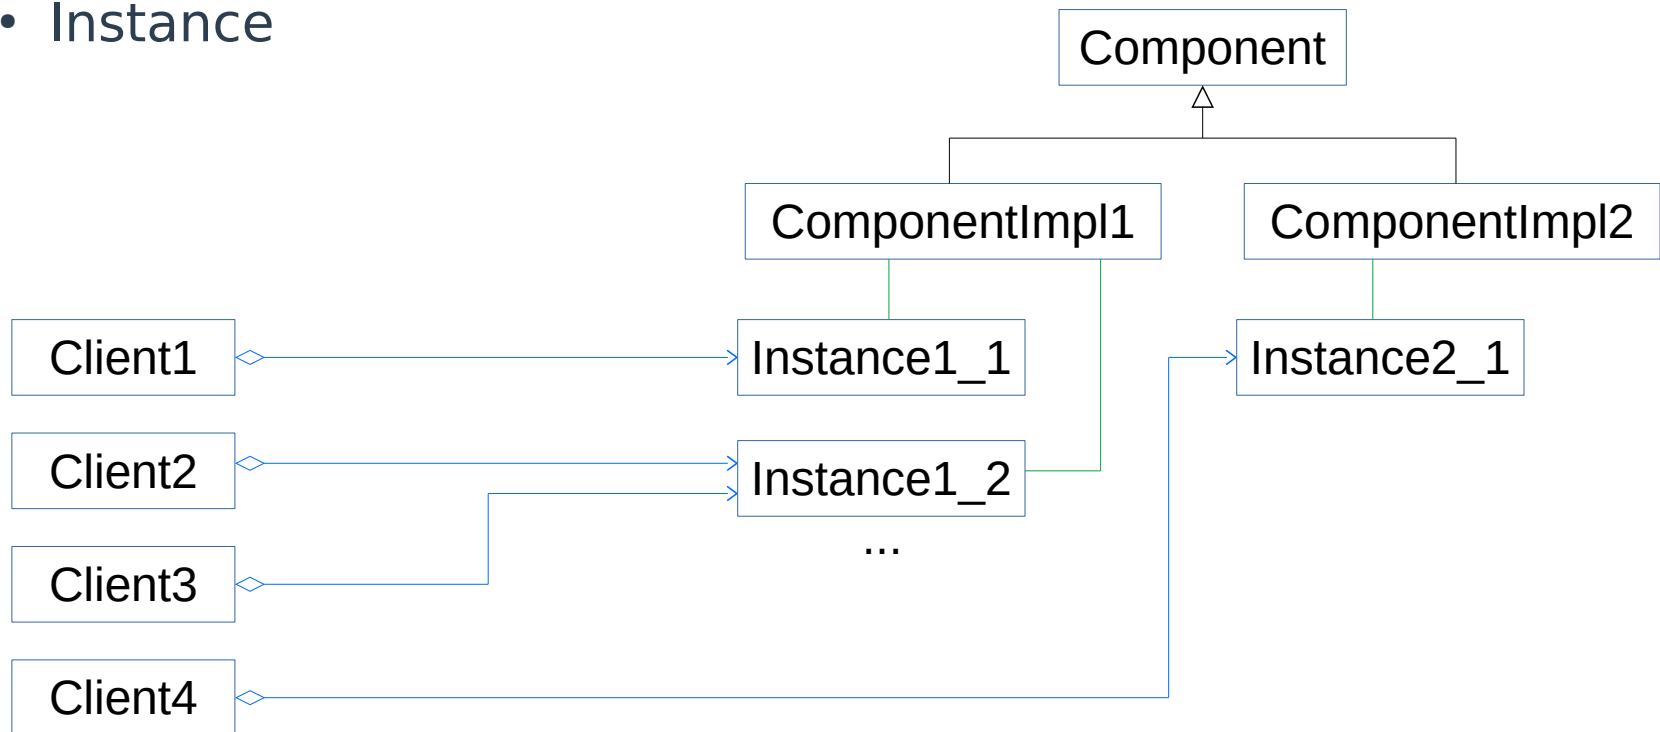 • Instance
Component
ComponentImpl1
ComponentImpl2
Client1
Instance1_1
Instance2_1
Client2
Instance1_2
...
Client3
Client4